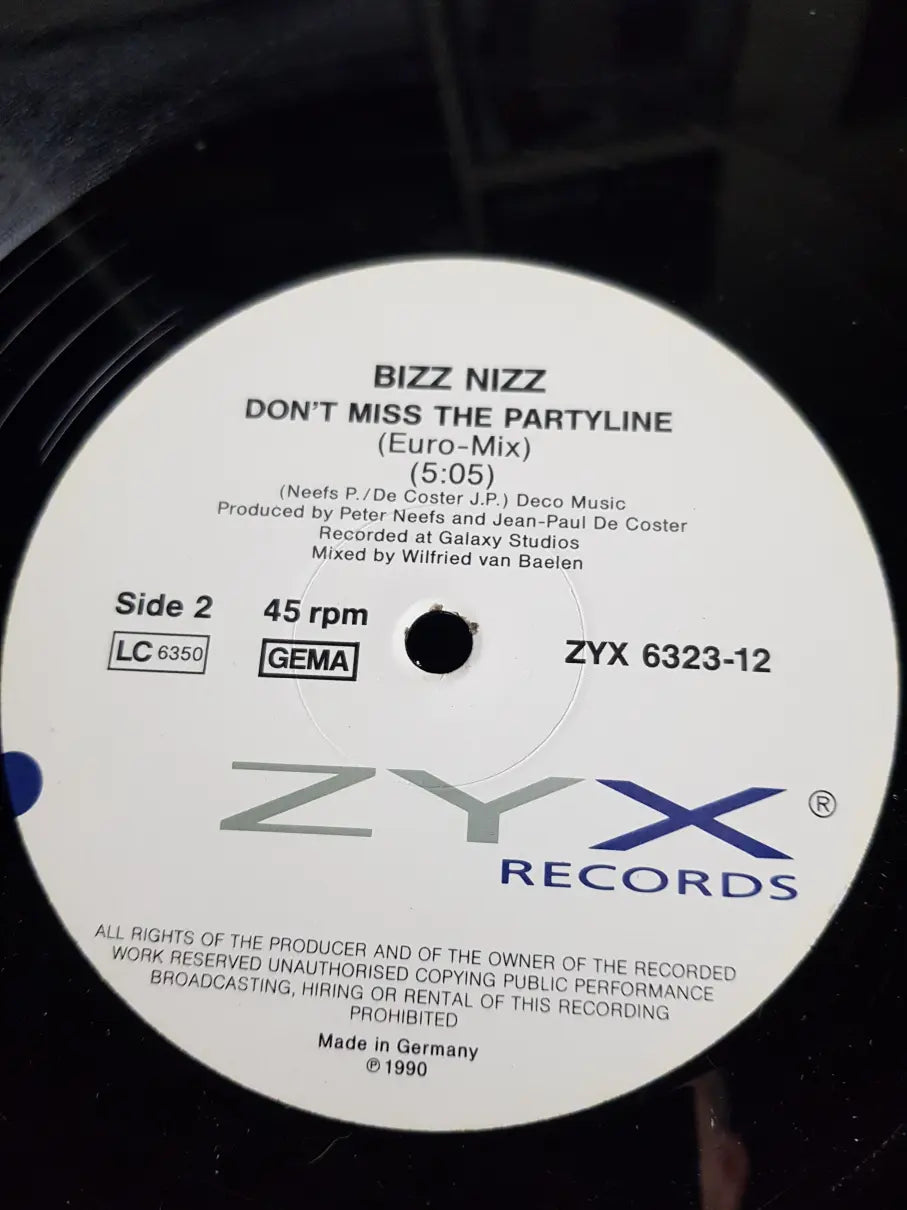 BIZZ NIZZ
DON'T MISS THE PARTYLINE
(Euro-Mix)
(5:05)
(Neefs P./De Coster J.P.) Deco Music
Produced by Peter Neefs and Jean-Paul De Coster
Recorded at Galaxy Studios
Mixed by Wilfried van Baelen
Side 2 45 rpm
LC 6350 GEMA ZYX 6323-12
ZYX ®
RECORDS
ALL RIGHTS OF THE PRODUCER AND OF THE OWNER OF THE RECORDED
WORK RESERVED UNAUTHORISED COPYING PUBLIC PERFORMANCE
BROADCASTING, HIRING OR RENTAL OF THIS RECORDING
PROHIBITED
Made in Germany
℗ 1990